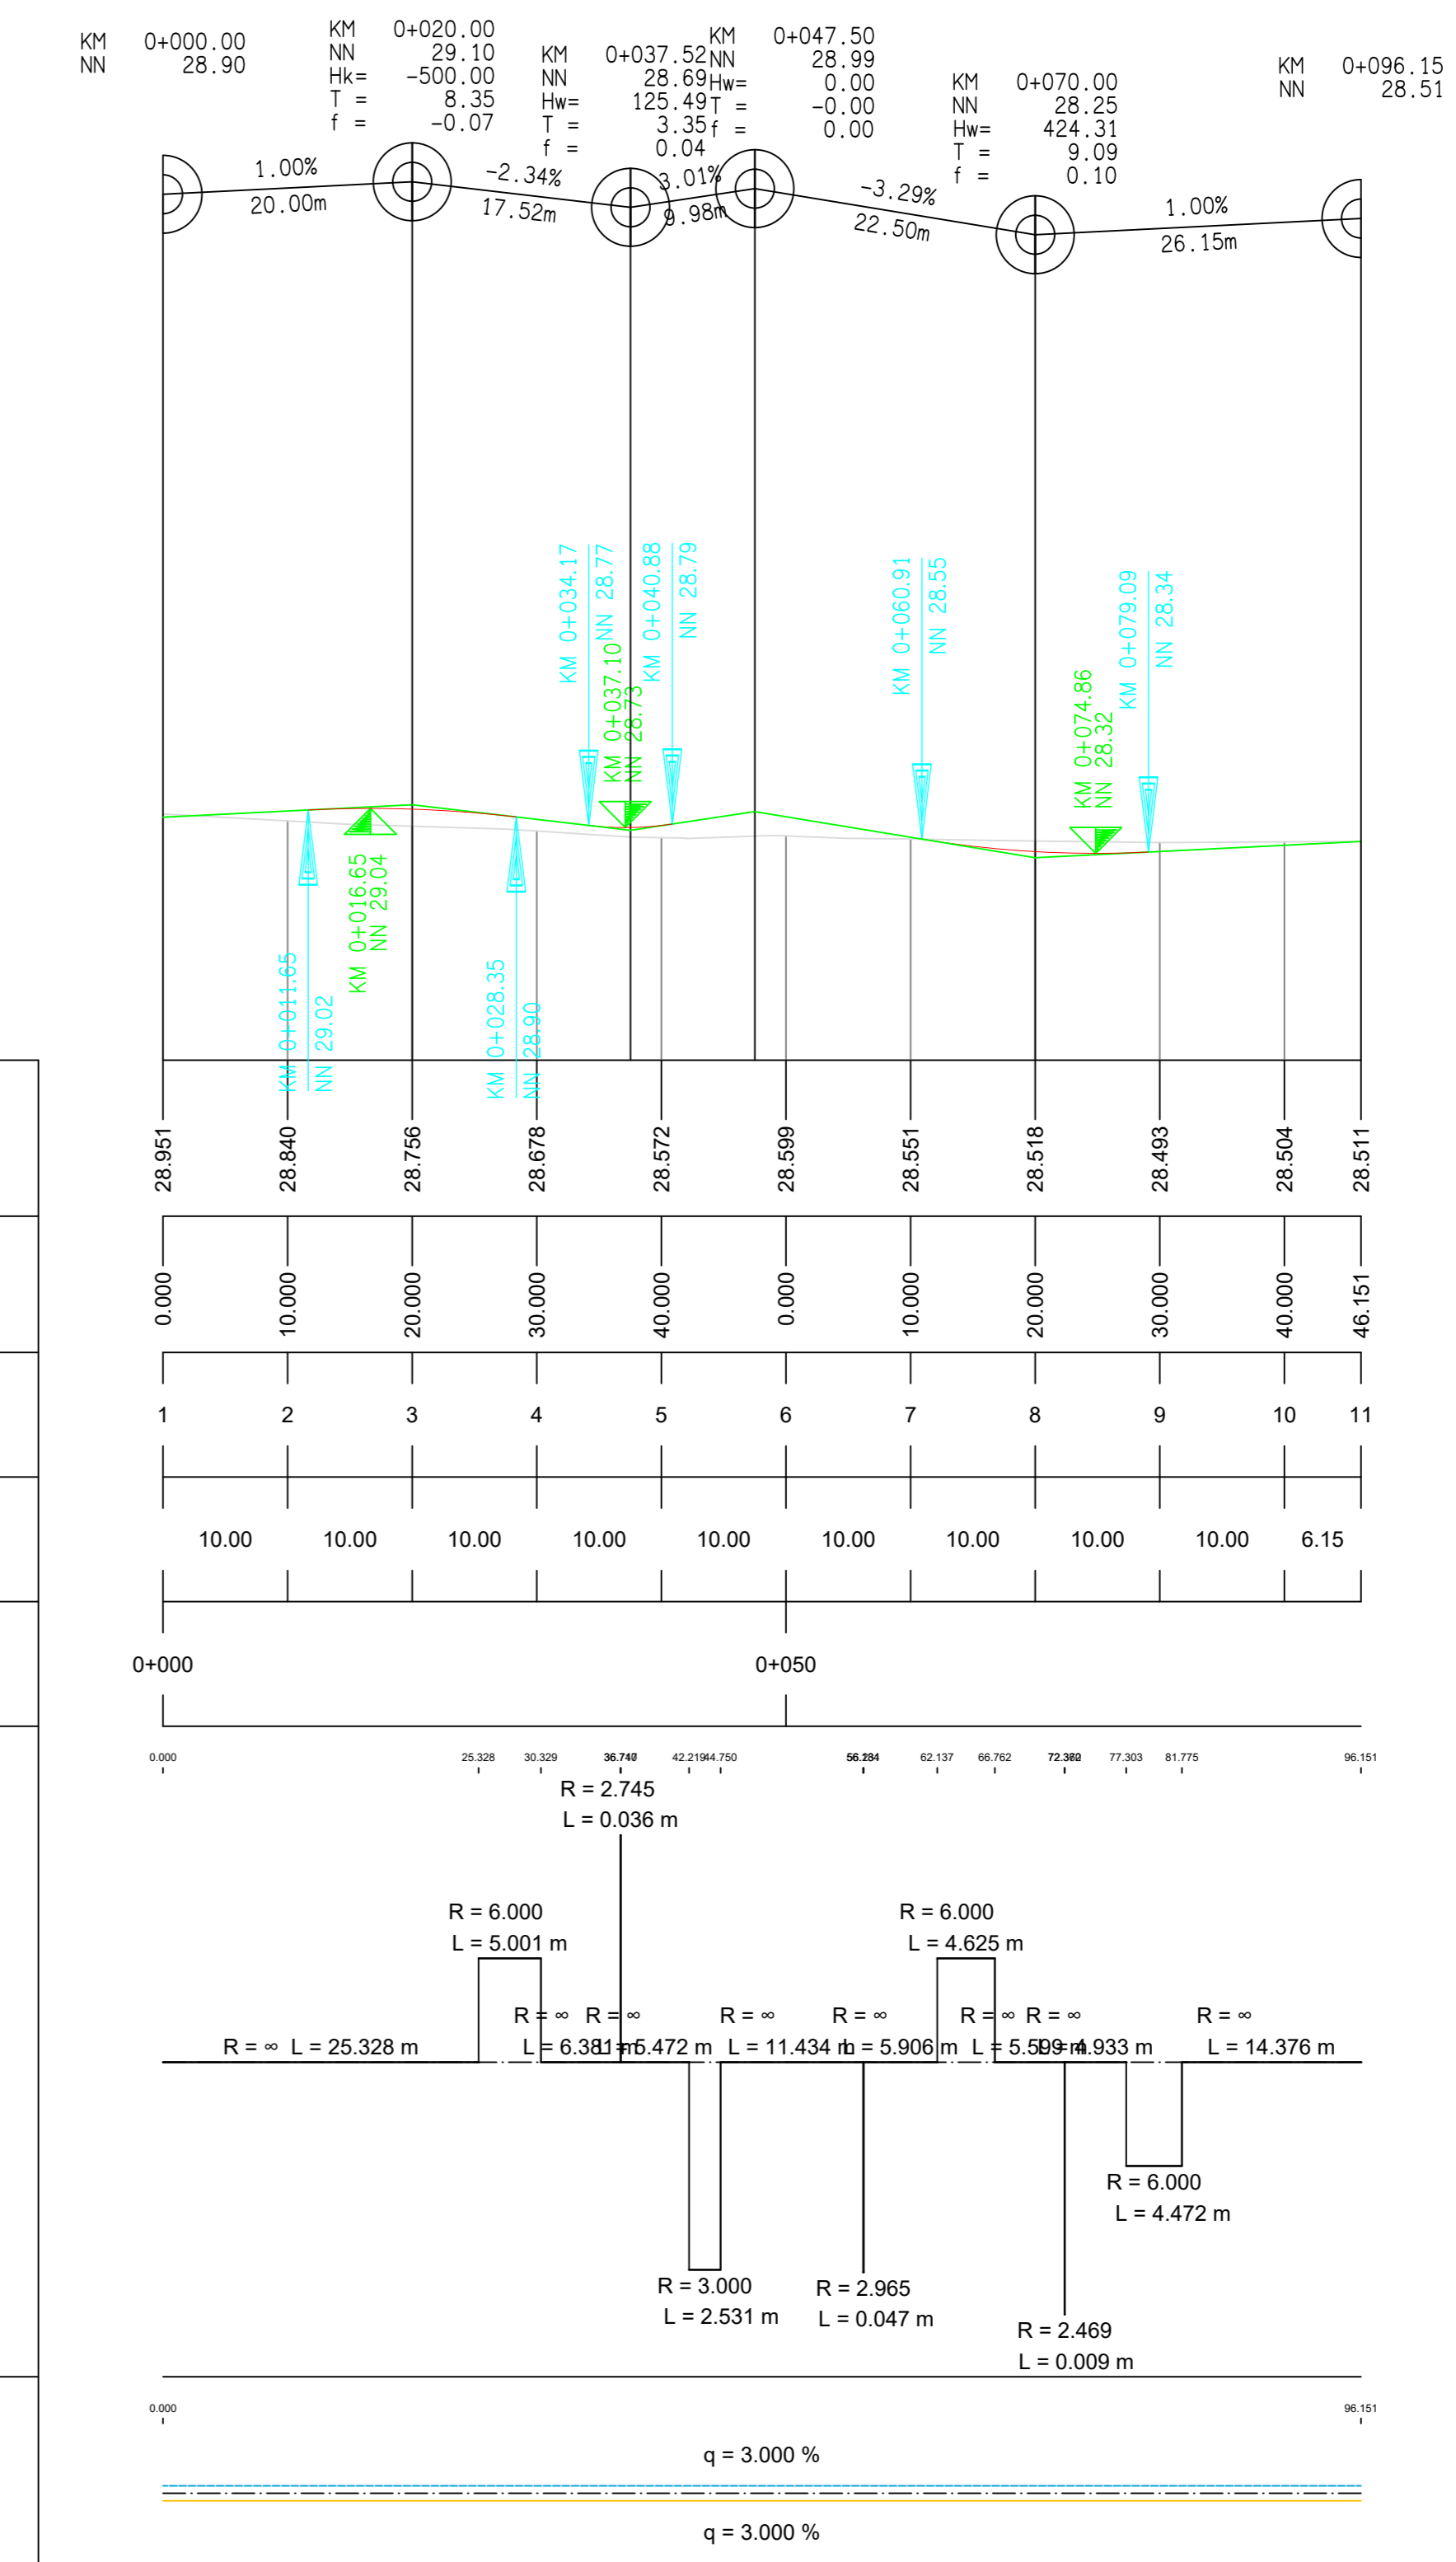 KM 0+000.00
NN 28.90
KM 0+020.00
NN 29.10
Hk= -500.00
T = 8.35
f = -0.07
KM 0+037.52
NN 28.69
Hw= 125.49
T = 3.35
f = 0.04
KM 0+047.50
NN 28.99
Hw= 0.00
T = -0.00
f = 0.00
KM 0+070.00
NN 28.25
Hw= 424.31
T = 9.09
f = 0.10
KM 0+096.15
NN 28.51
1.00%
20.00m
-2.34%
17.52m
3.01%
9.98m
-3.29%
22.50m
1.00%
26.15m
KM 0+034.17
NN 28.77
KM 0+037.10
NN 28.73
KM 0+040.88
NN 28.79
KM 0+060.91
NN 28.55
KM 0+074.86
NN 28.32
KM 0+079.09
NN 28.34
KM 0+011.65
NN 29.02
KM 0+016.65
NN 29.04
KM 0+028.35
NN 28.90
28.951 28.840 28.756 28.678 28.572 28.599 28.551 28.518 28.493 28.504 28.511
0.000 10.000 20.000 30.000 40.000 0.000 10.000 20.000 30.000 40.000 46.151
1 2 3 4 5 6 7 8 9 10 11
10.00 10.00 10.00 10.00 10.00 10.00 10.00 10.00 10.00 6.15
0+000 0+050
0.000 25.328 30.329 42.219 44.750 62.137 66.762 77.303 81.775 96.151
R = 2.745
L = 0.036 m
R = 6.000
L = 5.001 m
R = 6.000
L = 4.625 m
R = ∞ R = ∞ R = ∞ R = ∞ R = ∞ R = ∞ R = ∞
R = ∞ L = 25.328 m L = 6.381 m L = 5.472 m L = 11.434 m L = 5.906 m L = 5.599 m L = 4.933 m L = 14.376 m
R = 6.000
L = 4.472 m
R = 3.000
L = 2.531 m
R = 2.965
L = 0.047 m
R = 2.469
L = 0.009 m
0.000 96.151
q = 3.000 %
q = 3.000 %